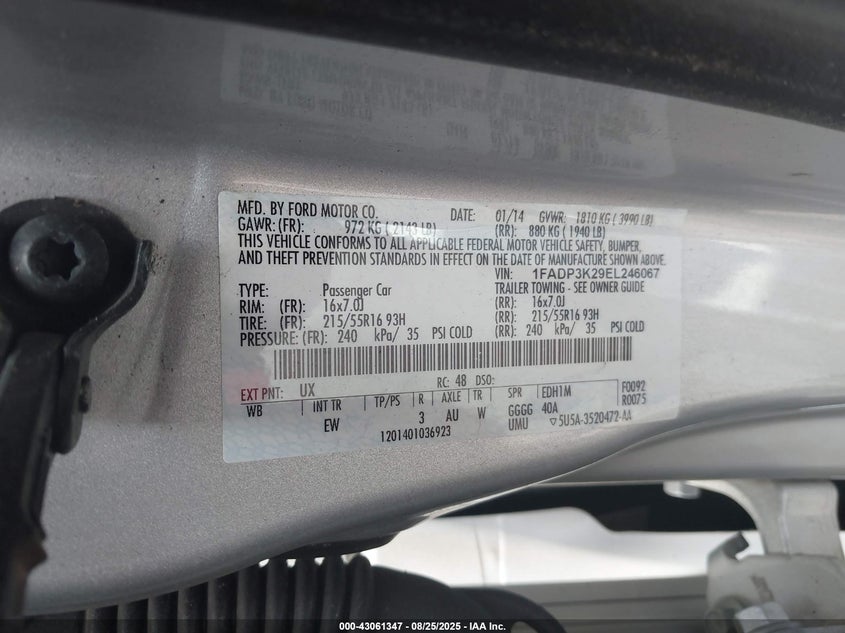 MFD. BY FORD MOTOR CO. DATE: 01/14 GVWR: 1810 KG ( 3990 LB)
GAWR: (FR): 972 KG ( 2143 LB) (RR): 880 KG ( 1940 LB)
THIS VEHICLE CONFORMS TO ALL APPLICABLE FEDERAL MOTOR VEHICLE SAFETY, BUMPER,
AND THEFT PREVENTION STANDARDS IN EFFECT ON THE DATE OF MANUFACTURE SHOWN ABOVE.
VIN: 1FADP3K29EL246067
TYPE: Passenger Car TRAILER TOWING - SEE OWNER GUIDE
RIM: (FR): 16x7.0J (RR): 16x7.0J
TIRE: (FR): 215/55R16 93H (RR): 215/55R16 93H
PRESSURE: (FR): 240 kPa/ 35 PSI COLD (RR): 240 kPa/ 35 PSI COLD
EXT PNT: UX RC: 48 DSO:
WB INT TR TP/PS R AXLE TR SPR EDH1M F0092
EW 3 AU W GGGG 40A R0075
1201401036923 UMU ▽5U5A-3520472-AA
000-43061347 - 08/25/2025 - IAA Inc.